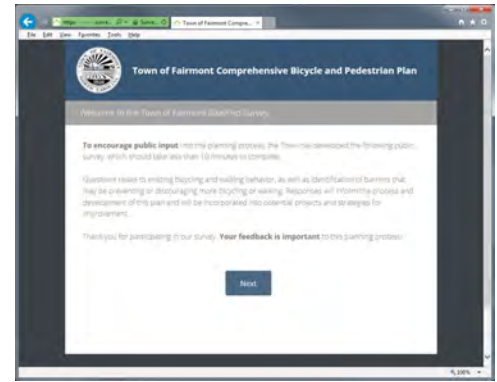 Town of Fairmont Compre...
File Edit View Favorites Tools Help
Town of Fairmont Comprehensive Bicycle and Pedestrian Plan
Welcome to the Town of Fairmont Bike/Ped Survey
To encourage public input into the planning process, the Town has developed the following public
survey, which should take less than 10 minutes to complete.
Questions relate to existing bicycling and walking behavior, as well as identification of barriers that
may be preventing or discouraging more bicycling or walking. Responses will inform the process and
development of this plan and will be incorporated into potential projects and strategies for
improvement.
Thank you for participating in our survey. Your feedback is important to this planning process.
Next
100%